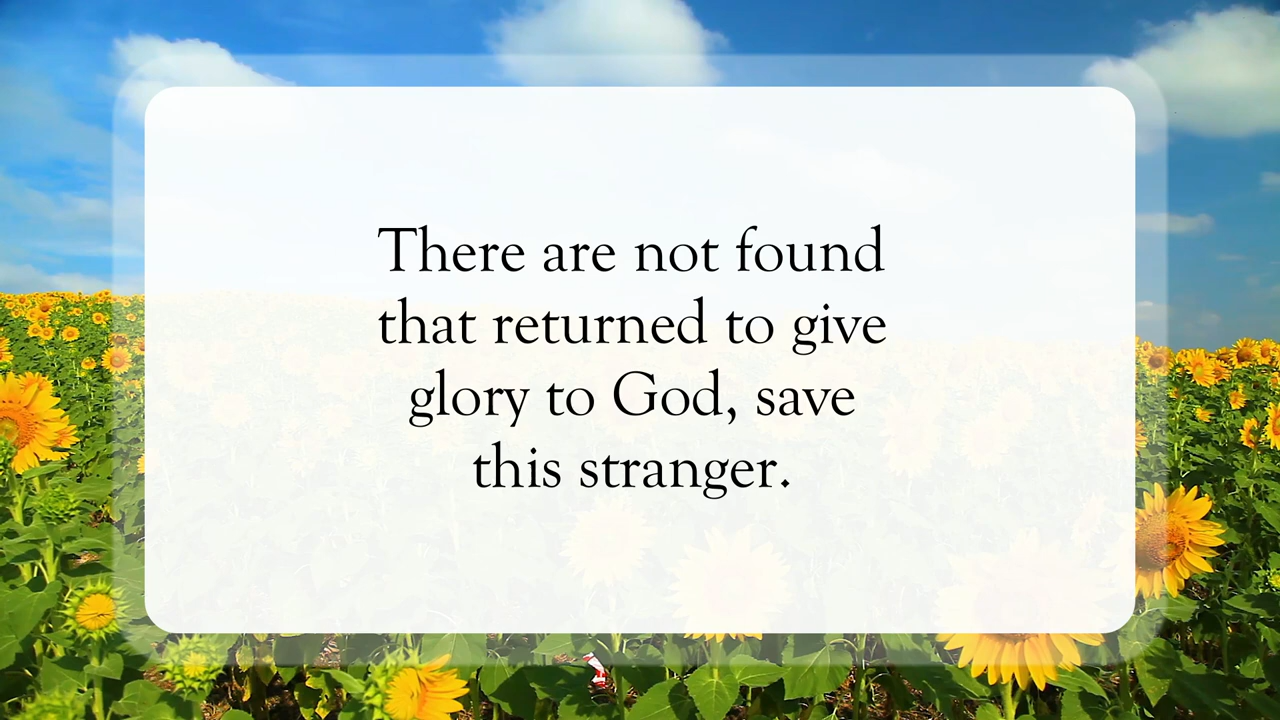 There are not found
that returned to give
glory to God, save
this stranger.